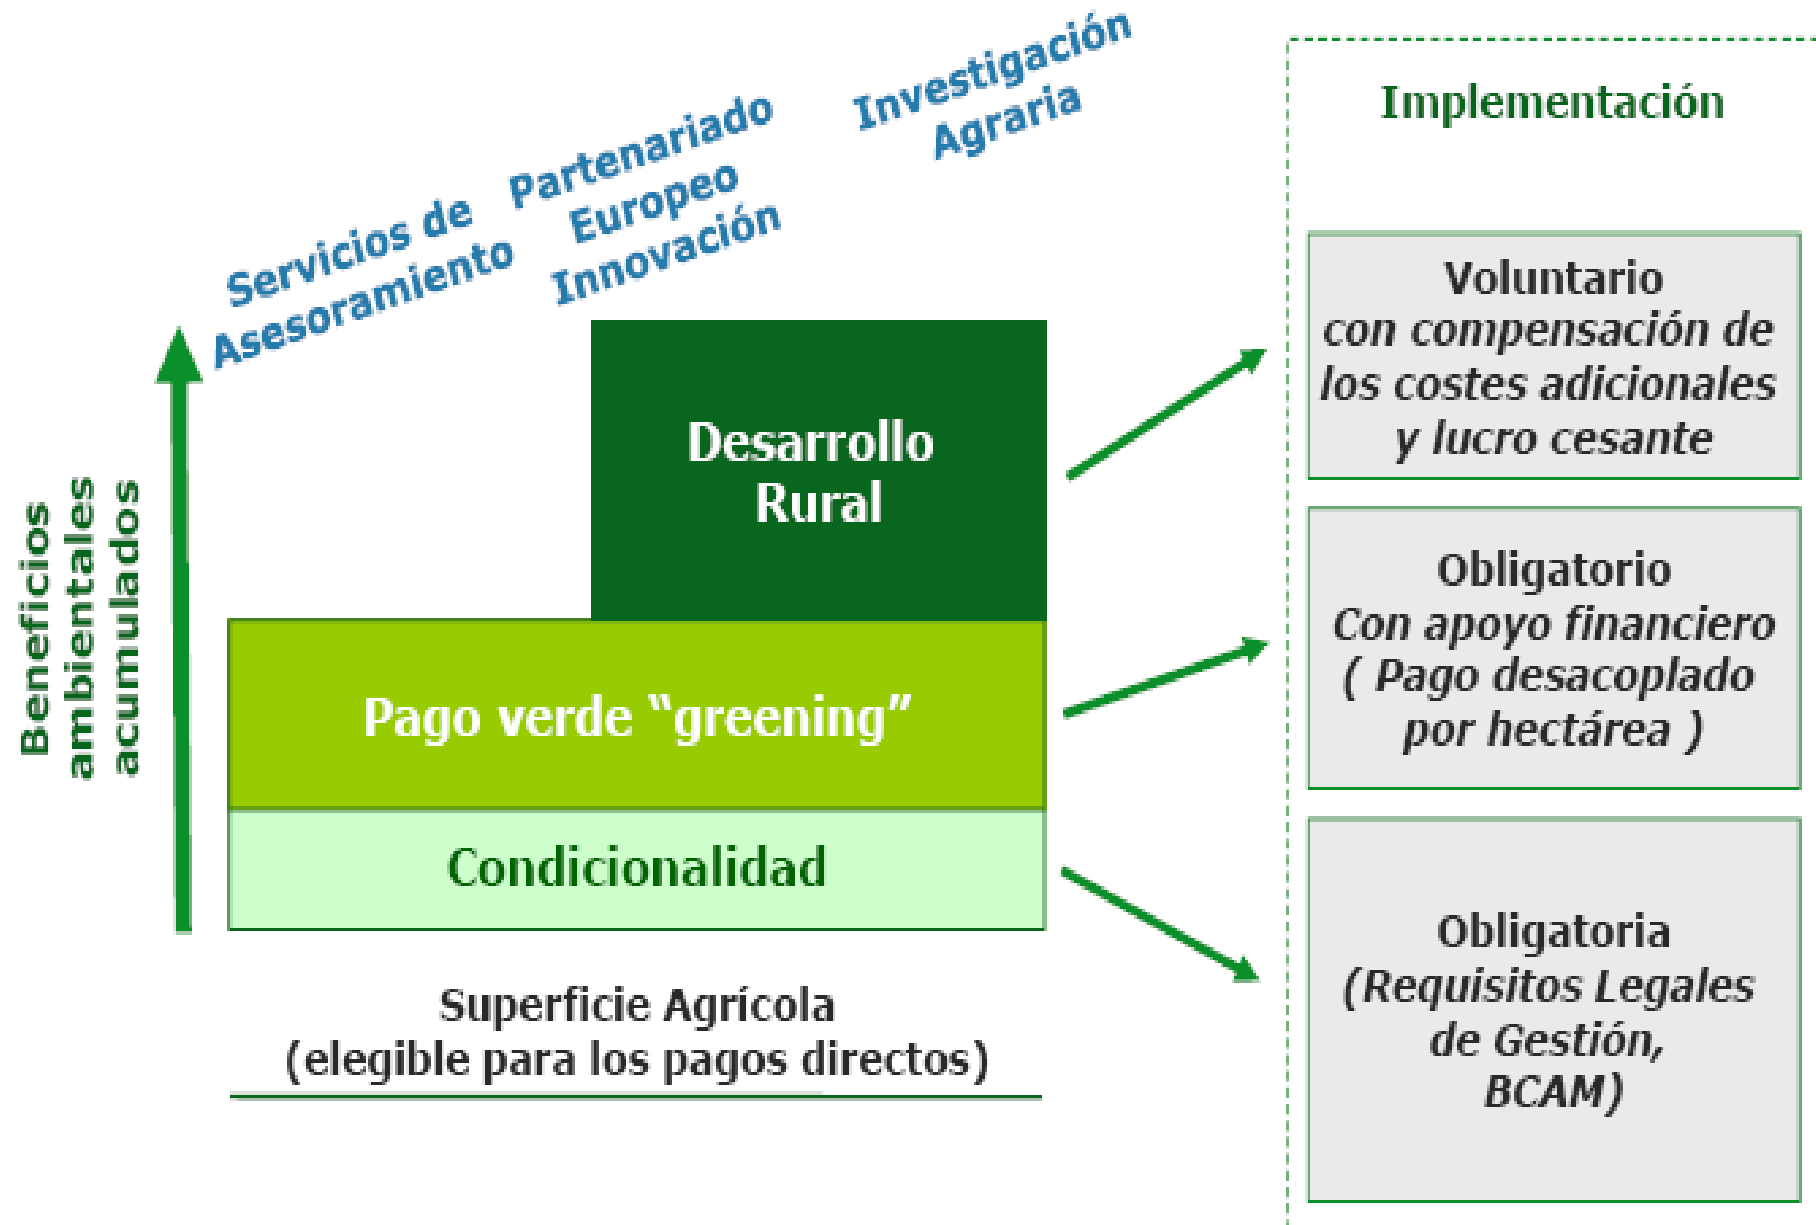 Servicios de
Asesoramiento
Partenariado
Europeo
Innovación
Investigación
Agraria
Beneficios
ambientales
acumulados
Desarrollo
Rural
Pago verde “greening”
Condicionalidad
Superficie Agrícola
(elegible para los pagos directos)
Implementación
Voluntario
con compensación de
los costes adicionales
y lucro cesante
Obligatorio
Con apoyo financiero
( Pago desacoplado
por hectárea )
Obligatoria
(Requisitos Legales
de Gestión,
BCAM)